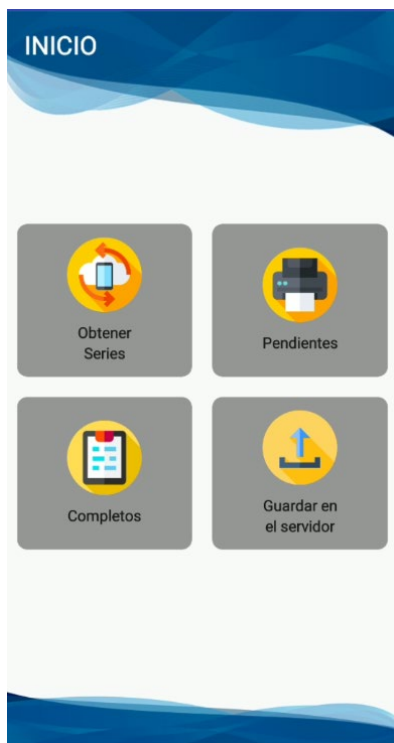 INICIO
Obtener
Series
Pendientes
Completos
Guardar en
el servidor